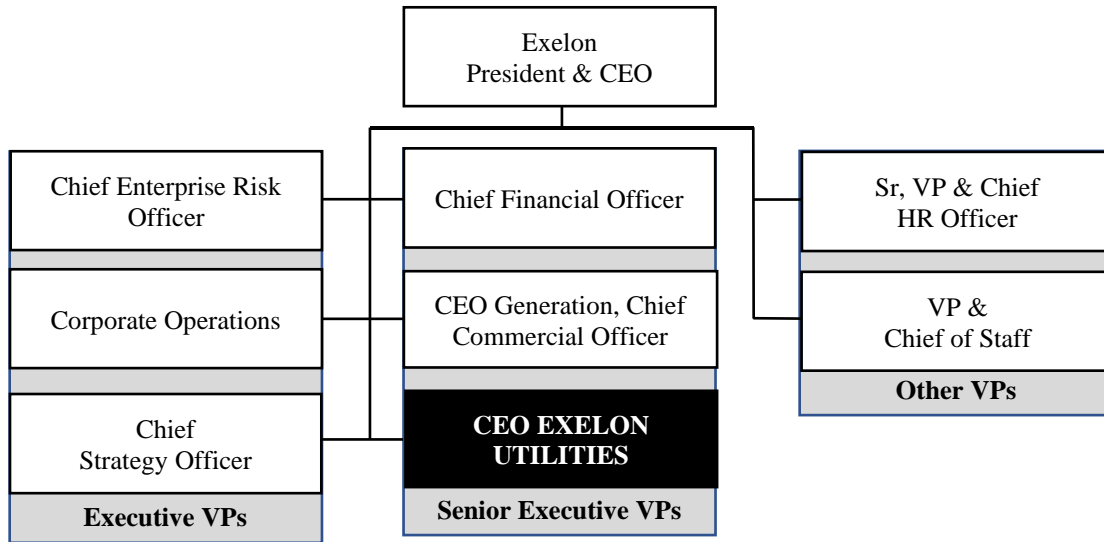 Exelon
President & CEO
Chief Enterprise Risk
Officer
Corporate Operations
Chief
Strategy Officer
Executive VPs
Chief Financial Officer
CEO Generation, Chief
Commercial Officer
CEO EXELON
UTILITIES
Senior Executive VPs
Sr, VP & Chief
HR Officer
VP &
Chief of Staff
Other VPs